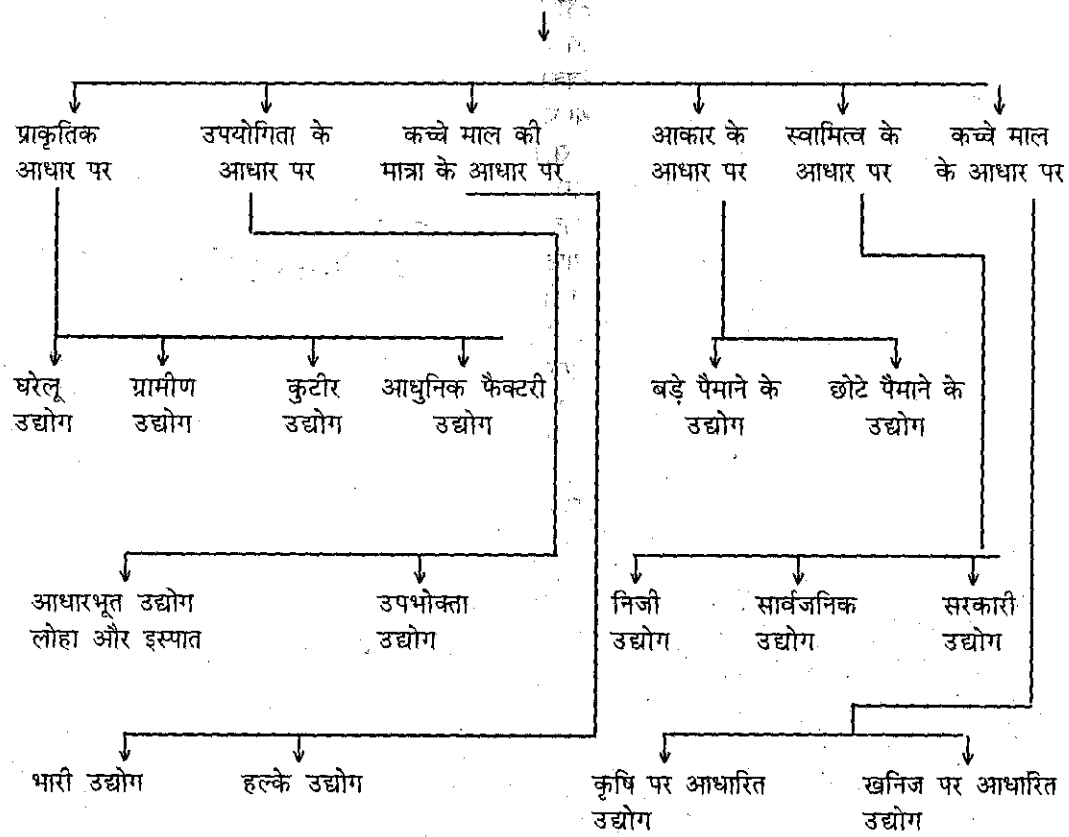 प्राकृतिक
आधार पर
उपयोगिता के
आधार पर
कच्चे माल की
मात्रा के आधार पर
आकार के
आधार पर
स्वामित्व के
आधार पर
कच्चे माल
के आधार पर
घरेलू
उद्योग
ग्रामीण
उद्योग
कुटीर
उद्योग
आधुनिक फैक्टरी
उद्योग
बड़े पैमाने के
उद्योग
छोटे पैमाने के
उद्योग
आधारभूत उद्योग
लोहा और इस्पात
उपभोक्ता
उद्योग
निजी
उद्योग
सार्वजनिक
उद्योग
सरकारी
उद्योग
भारी उद्योग
हल्के उद्योग
कृषि पर आधारित
उद्योग
खनिज पर आधारित
उद्योग